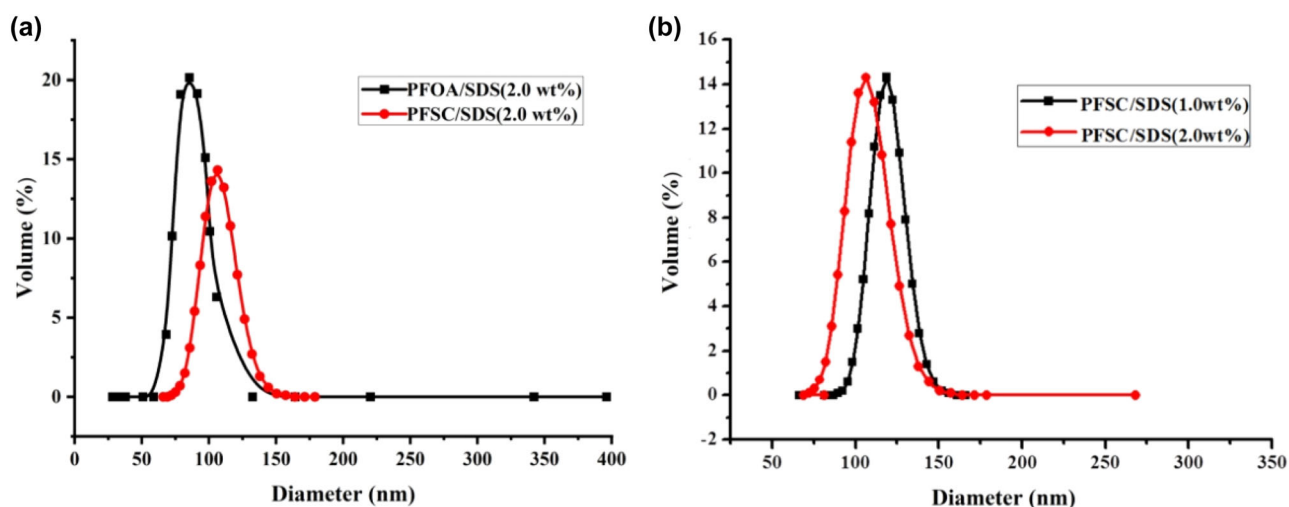 (a)
PFOA/SDS(2.0 wt%)
PFSC/SDS(2.0 wt%)
Volume (%)
20
15
10
5
0
0 50 100 150 200 250 300 350 400
Diameter (nm)
(b)
PFSC/SDS(1.0wt%)
PFSC/SDS(2.0wt%)
Volume (%)
16
14
12
10
8
6
4
2
0
-2
50 100 150 200 250 300 350
Diameter (nm)